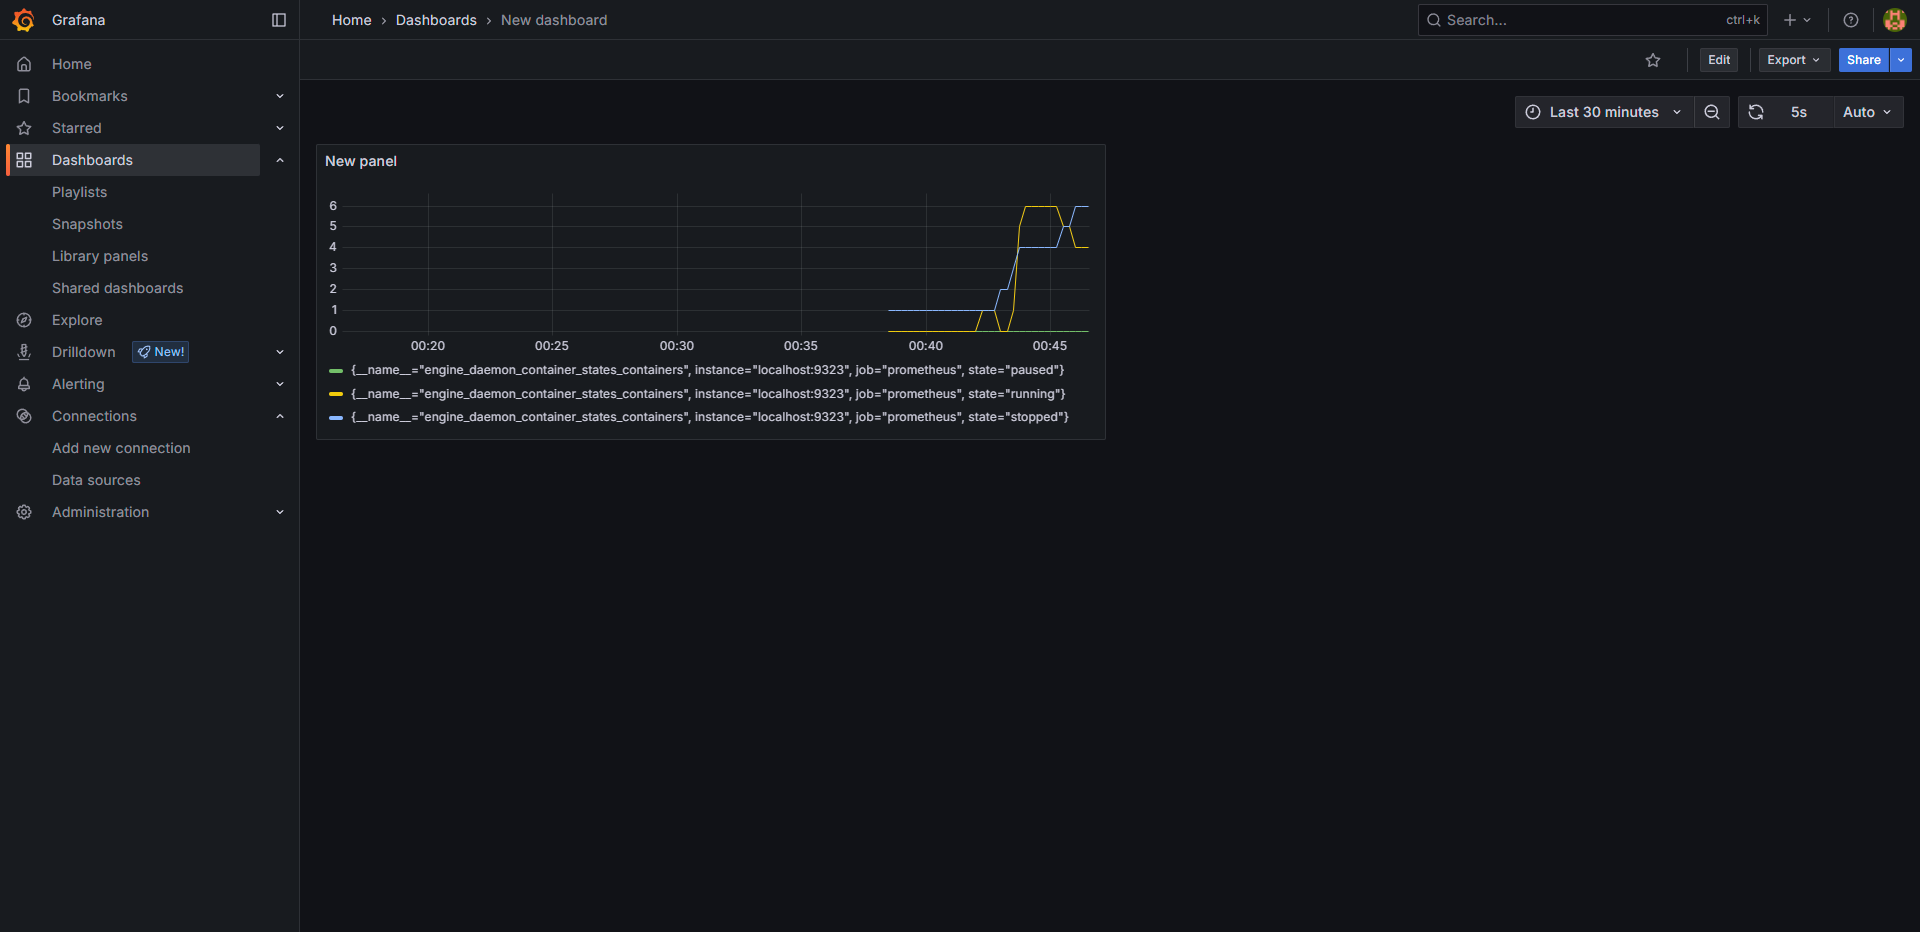 Grafana
Home › Dashboards › New dashboard
Search... ctrl+k
Home
Bookmarks
Starred
Dashboards
Playlists
Snapshots
Library panels
Shared dashboards
Explore
Drilldown New!
Alerting
Connections
Add new connection
Data sources
Administration
Edit Export Share
Last 30 minutes 5s Auto
New panel
6
5
4
3
2
1
0
00:20 00:25 00:30 00:35 00:40 00:45
{__name__="engine_daemon_container_states_containers", instance="localhost:9323", job="prometheus", state="paused"}
{__name__="engine_daemon_container_states_containers", instance="localhost:9323", job="prometheus", state="running"}
{__name__="engine_daemon_container_states_containers", instance="localhost:9323", job="prometheus", state="stopped"}